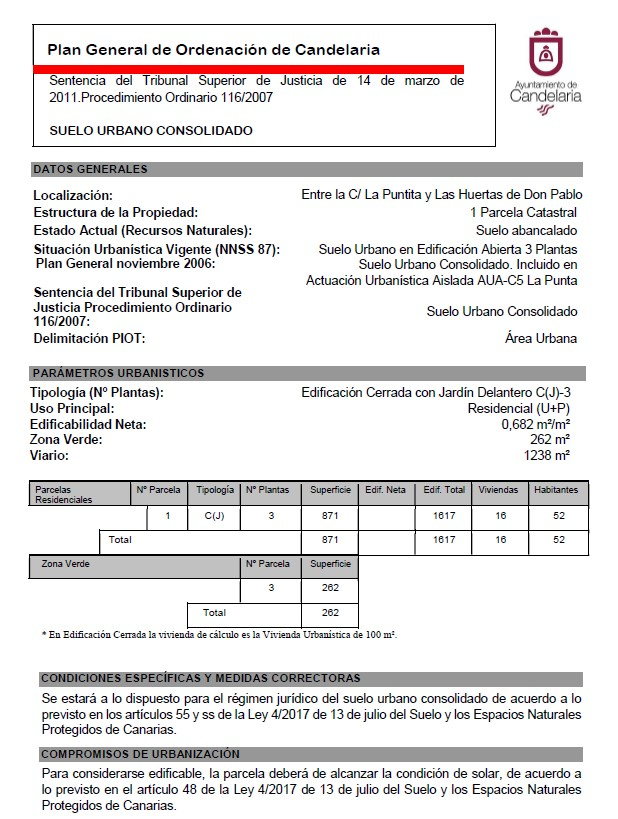 Plan General de Ordenación de Candelaria
Sentencia del Tribunal Superior de Justicia de 14 de marzo de
2011.Procedimiento Ordinario 116/2007
SUELO URBANO CONSOLIDADO
Ayuntamiento de
Candelaria
DATOS GENERALES
Localización: Entre la C/ La Puntita y Las Huertas de Don Pablo
Estructura de la Propiedad: 1 Parcela Catastral
Estado Actual (Recursos Naturales): Suelo abancalado
Situación Urbanística Vigente (NNSS 87): Suelo Urbano en Edificación Abierta 3 Plantas
Plan General noviembre 2006: Suelo Urbano Consolidado. Incluido en
Actuación Urbanística Aislada AUA-C5 La Punta
Sentencia del Tribunal Superior de
Justicia Procedimiento Ordinario Suelo Urbano Consolidado
116/2007:
Delimitación PIOT: Área Urbana
PARÁMETROS URBANISTICOS
Tipología (Nº Plantas): Edificación Cerrada con Jardín Delantero C(J)-3
Uso Principal: Residencial (U+P)
Edificabilidad Neta: 0,682 m²/m²
Zona Verde: 262 m²
Viario: 1238 m²
Parcelas Nº Parcela Tipología Nº Plantas Superficie Edif. Neta Edif. Total Viviendas Habitantes
Residenciales
1 C(J) 3 871 1617 16 52
Total 871 1617 16 52
Zona Verde Nº Parcela Superficie
3 262
Total 262
* En Edificación Cerrada la vivienda de cálculo es la Vivienda Urbanística de 100 m².
CONDICIONES ESPECÍFICAS Y MEDIDAS CORRECTORAS
Se estará a lo dispuesto para el régimen jurídico del suelo urbano consolidado de acuerdo a lo
previsto en los artículos 55 y ss de la Ley 4/2017 de 13 de julio del Suelo y los Espacios Naturales
Protegidos de Canarias.
COMPROMISOS DE URBANIZACIÓN
Para considerarse edificable, la parcela deberá de alcanzar la condición de solar, de acuerdo a
lo previsto en el artículo 48 de la Ley 4/2017 de 13 de julio del Suelo y los Espacios Naturales
Protegidos de Canarias.